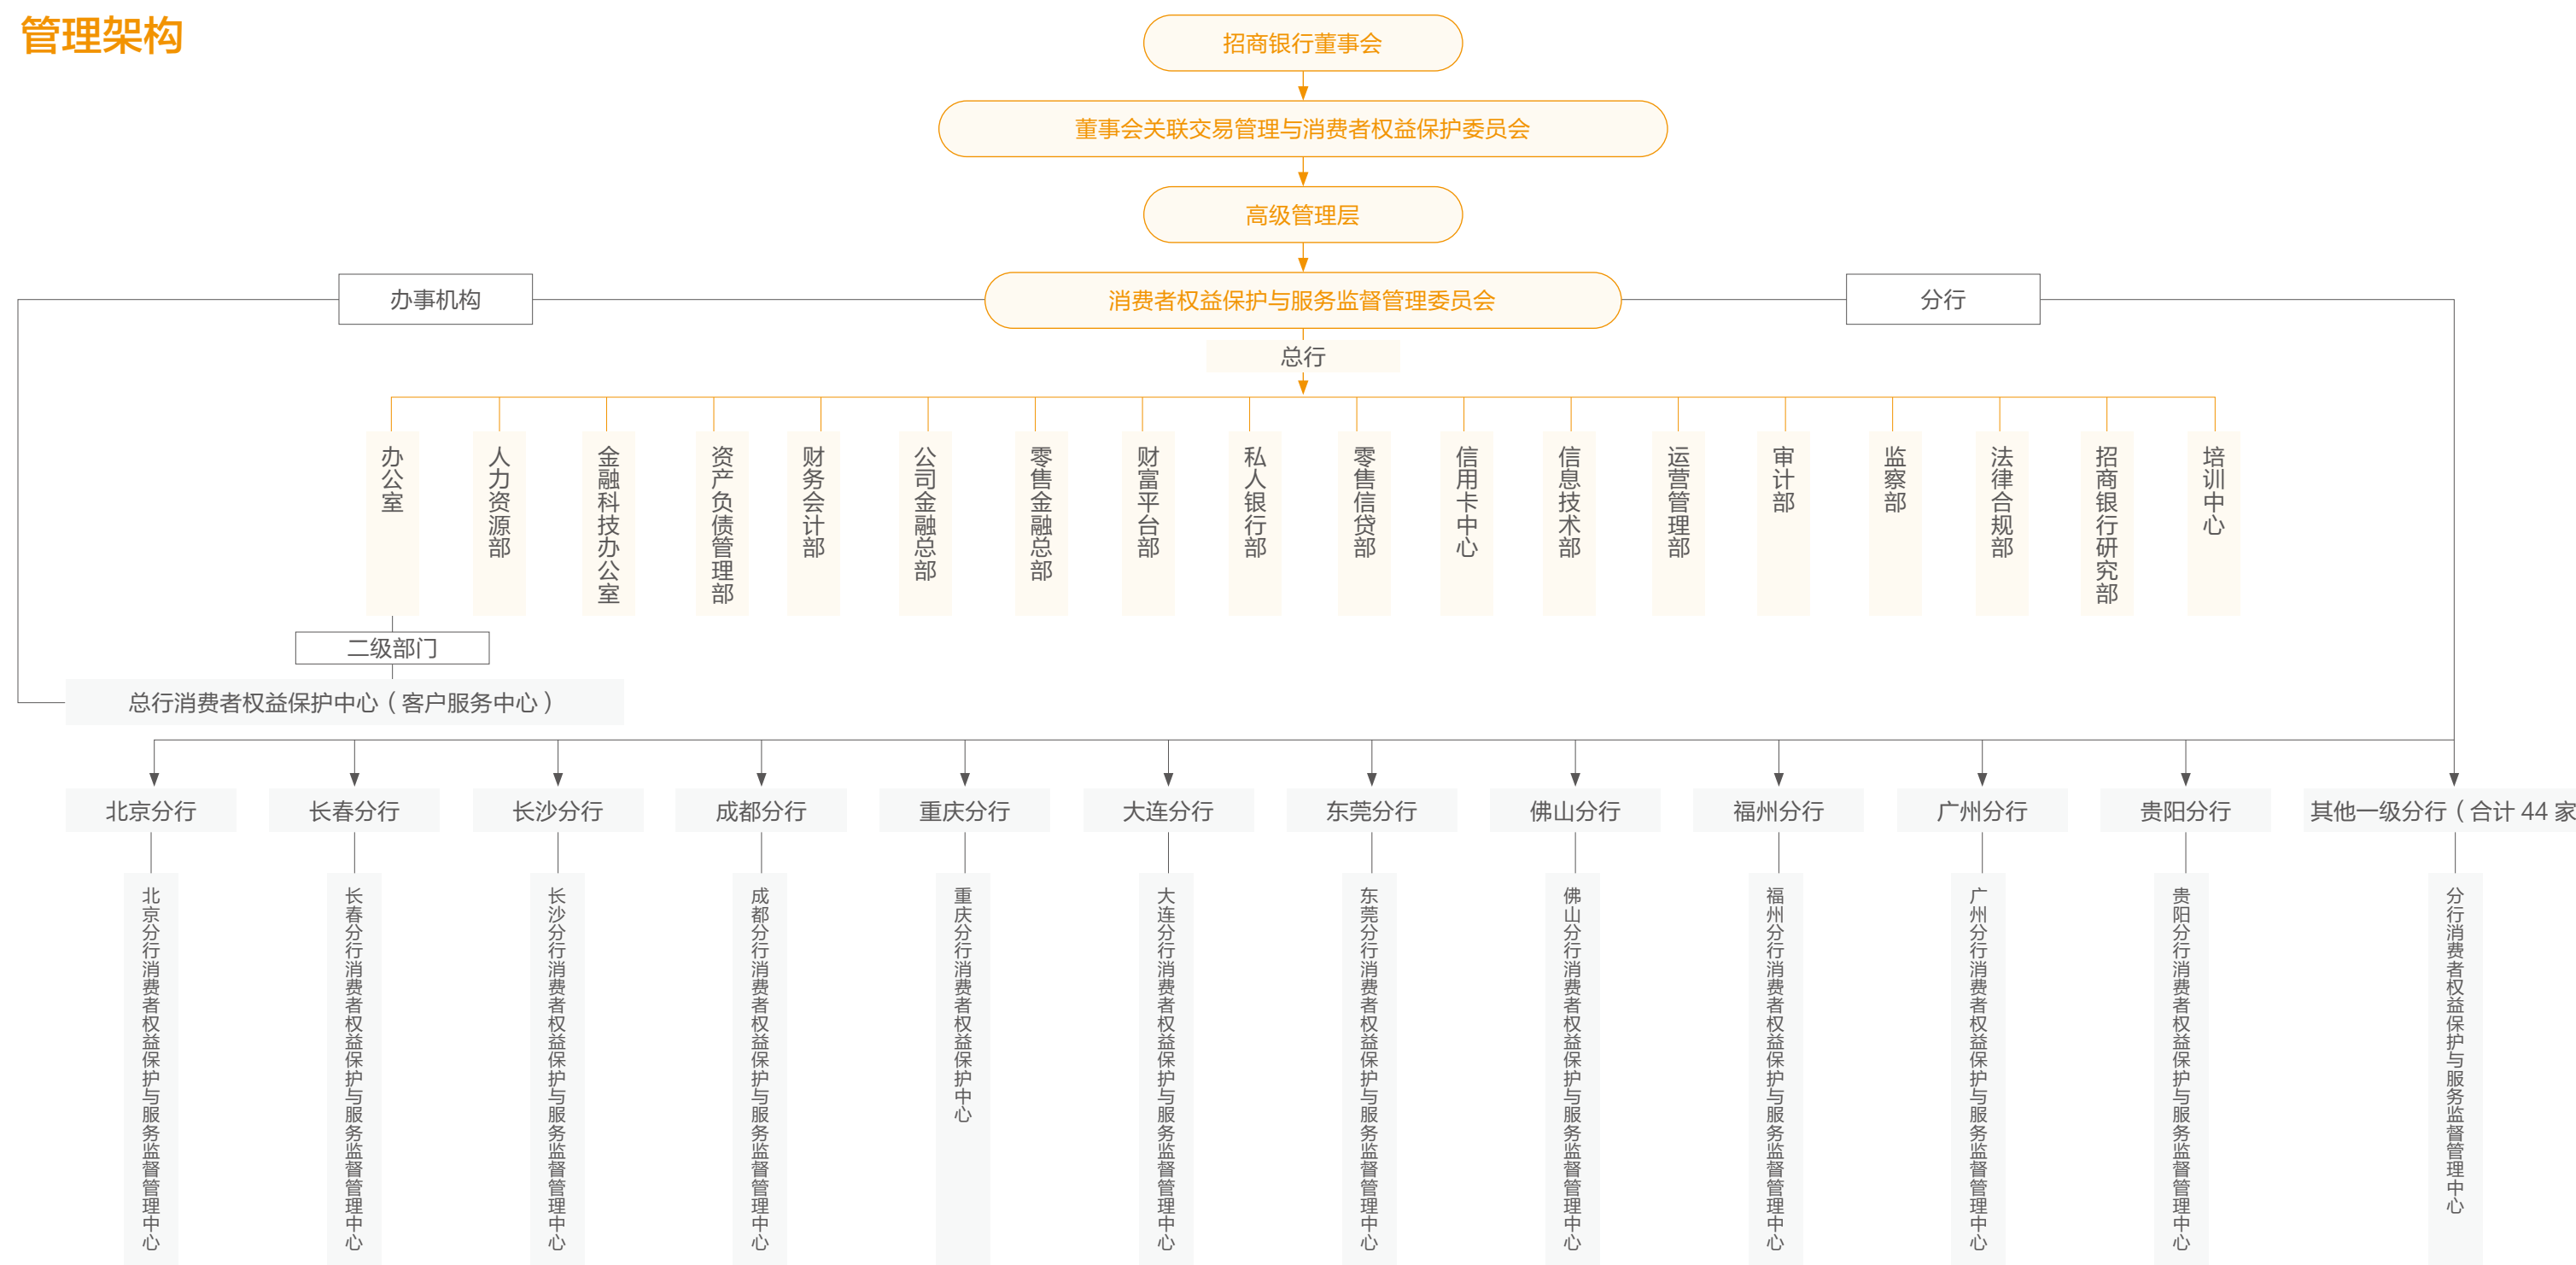 管理架构
招商银行董事会
董事会关联交易管理与消费者权益保护委员会
高级管理层
办事机构
消费者权益保护与服务监督管理委员会
分行
总行
办公室
人力资源部
金融科技办公室
资产负债管理部
财务会计部
公司金融总部
零售金融总部
财富平台部
私人银行部
零售信贷部
信用卡中心
信息技术部
运营管理部
审计部
监察部
法律合规部
招商银行研究部
培训中心
二级部门
总行消费者权益保护中心（客户服务中心）
北京分行
长春分行
长沙分行
成都分行
重庆分行
大连分行
东莞分行
佛山分行
福州分行
广州分行
贵阳分行
其他一级分行（合计 44 家
北京分行消费者权益保护与服务监督管理中心
长春分行消费者权益保护与服务监督管理中心
长沙分行消费者权益保护与服务监督管理中心
成都分行消费者权益保护与服务监督管理中心
重庆分行消费者权益保护中心
大连分行消费者权益保护与服务监督管理中心
东莞分行消费者权益保护与服务监督管理中心
佛山分行消费者权益保护与服务监督管理中心
福州分行消费者权益保护与服务监督管理中心
广州分行消费者权益保护与服务监督管理中心
贵阳分行消费者权益保护与服务监督管理中心
分行消费者权益保护与服务监督管理中心